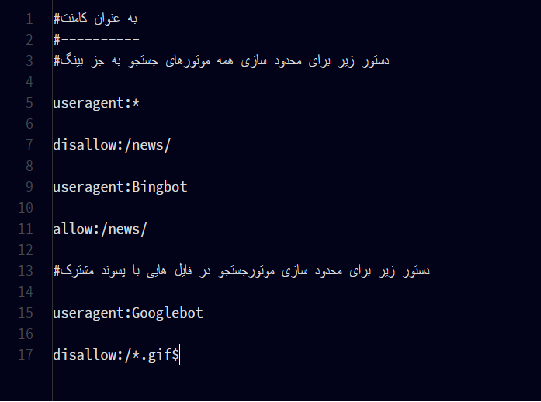 1 #به عنوان کامنت
2 #----------
3 #دستور زیر برای محدود سازی همه موتورهای جستجو به جز بینگ
4
5 useragent:*
6
7 disallow:/news/
8
9 useragent:Bingbot
10
11 allow:/news/
12
13 #دستور زیر برای محدود سازی موتورجستجو در فایل هایی با پسوند مشترک
14
15 useragent:Googlebot
16
17 disallow:/*.gif$